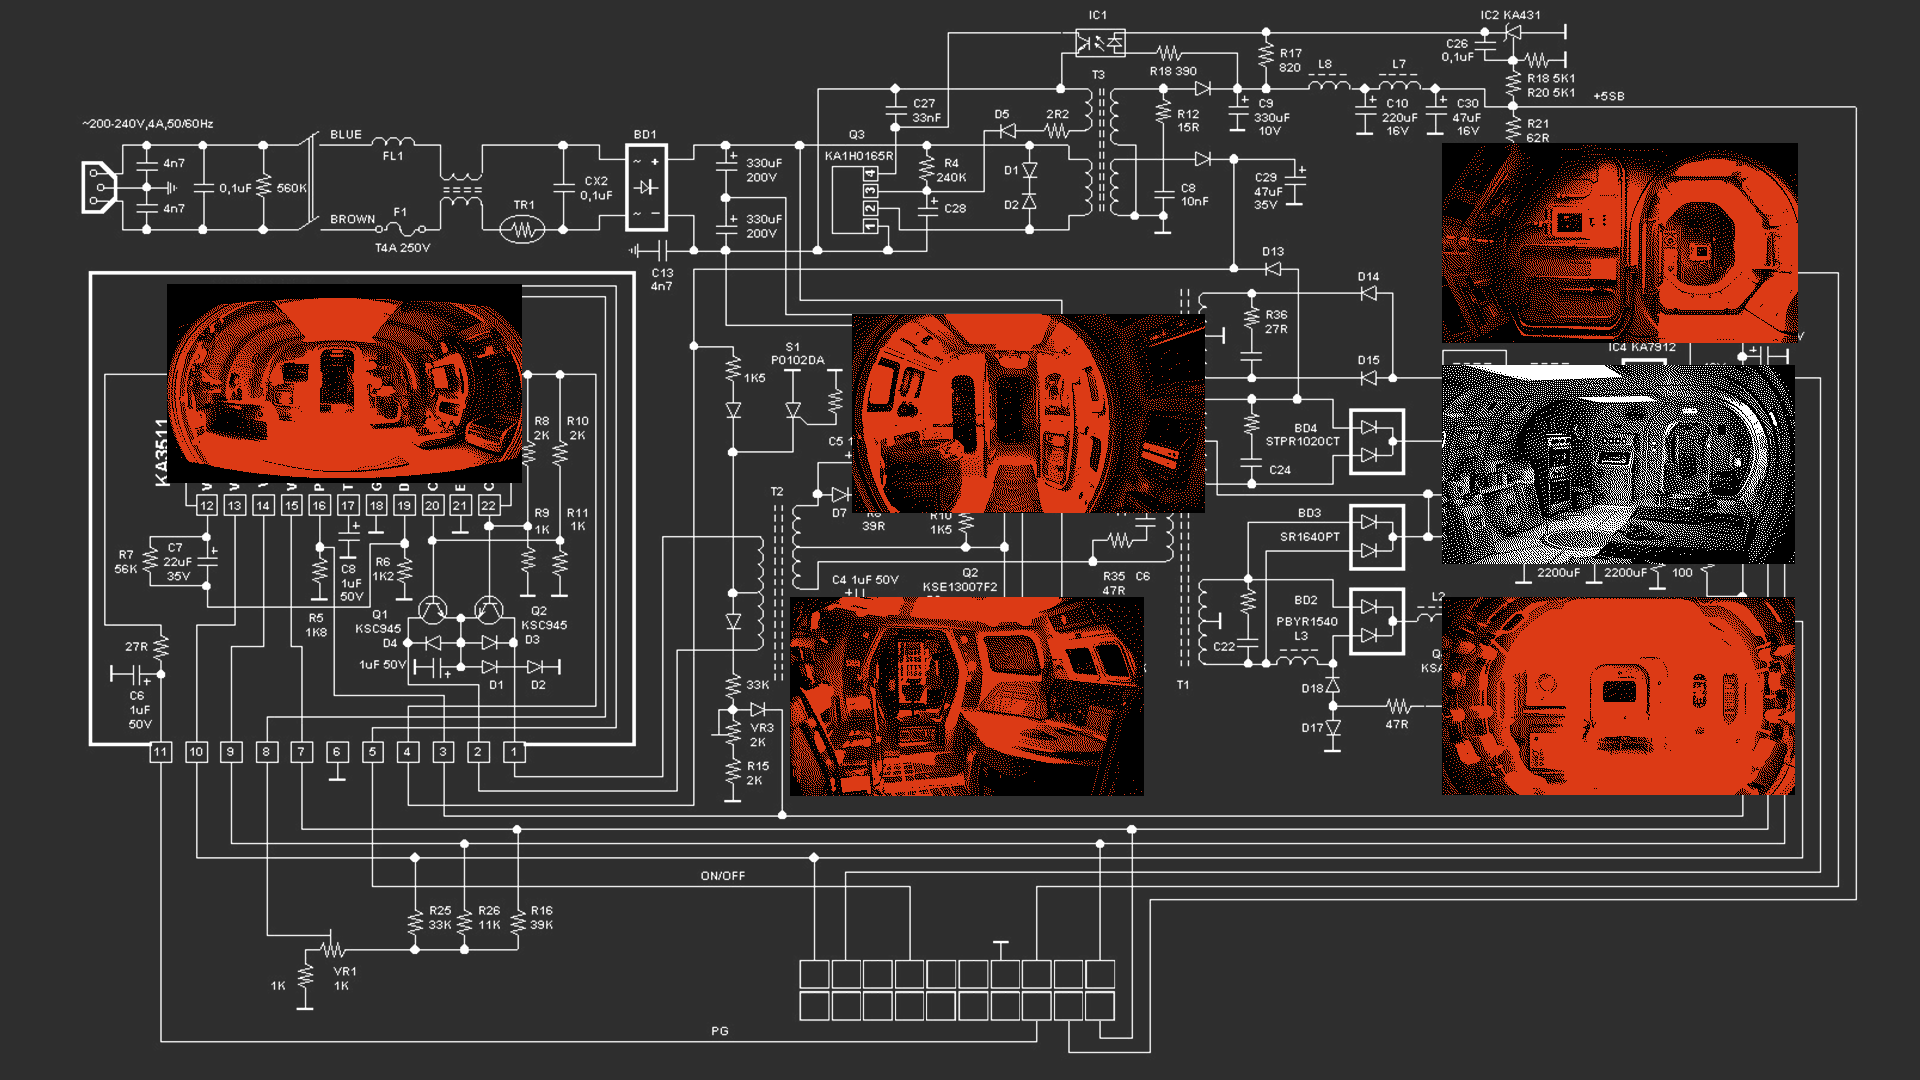 IC1
IC2 KA431
C26
0,1uF
R17
820
L8
L7
R18 390
T3
R18 5K1
R20 5K1
+5SB
C27
33nF
D5
2R2
R12
15R
C9
330uF
10V
C10
220uF
16V
C30
47uF
16V
R21
62R
~200-240V,4A,50/60Hz
BLUE
BD1
Q3
KA1H0165R
FL1
4n7
0,1uF
560K
4n7
CX2
0,1uF
~ +
~ −
330uF
200V
330uF
200V
4
3
2
1
R4
240K
C28
D1
D2
C8
10nF
C29
47uF
35V
BROWN
F1
T4A 250V
TR1
C13
4n7
D13
D14
R36
27R
D15
IC4 KA7912
S1
P0102DA
1K5
KA3511
R8
2K
R10
2K
BD4
STPR1020CT
C24
C5 1
12
13
14
15
16
17
18
19
20
21
22
R9
1K
R11
1K
T2
D7
39R
R10
1K5
BD3
SR1640PT
R7
56K
C7
22uF
35V
C8
1uF
50V
R6
1K2
R5
1K8
Q1
KSC945
Q2
KSC945
D4
D3
1uF 50V
D1
D2
27R
C6
1uF
50V
C4 1uF 50V
Q2
KSE13007F2
R35
47R
C6
2200uF
2200uF
100
BD2
PBYR1540
L3
L2
C22
T1
D18
D17
47R
33K
VR3
2K
R15
2K
11
10
9
8
7
6
5
4
3
2
1
ON/OFF
R25
33K
R26
11K
R16
39K
VR1
1K
1K
PG